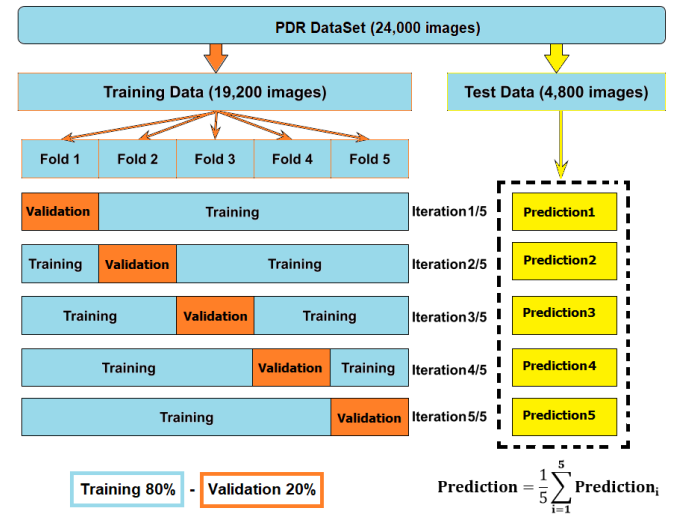 PDR DataSet (24,000 images)
Training Data (19,200 images)
Test Data (4,800 images)
Fold 1 Fold 2 Fold 3 Fold 4 Fold 5
Validation Training Iteration1/5 Prediction1
Training Validation Training Iteration2/5 Prediction2
Training Validation Training Iteration3/5 Prediction3
Training Validation Training Iteration4/5 Prediction4
Training Validation Iteration5/5 Prediction5
Training 80% - Validation 20%
Prediction = 1/5 ∑_{i=1}^{5} Prediction_i